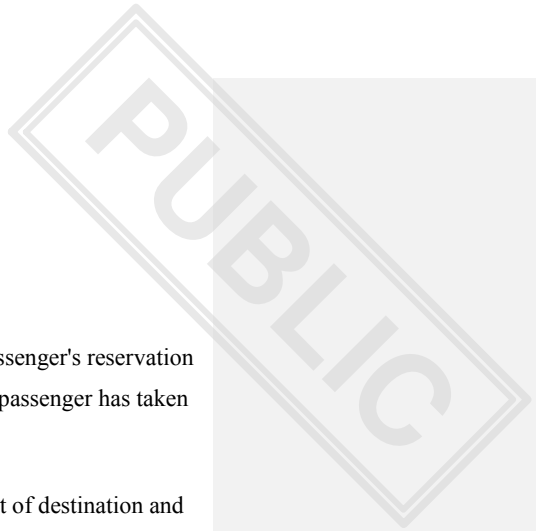 PUBLIC
ssenger's reservation
passenger has taken
t of destination and